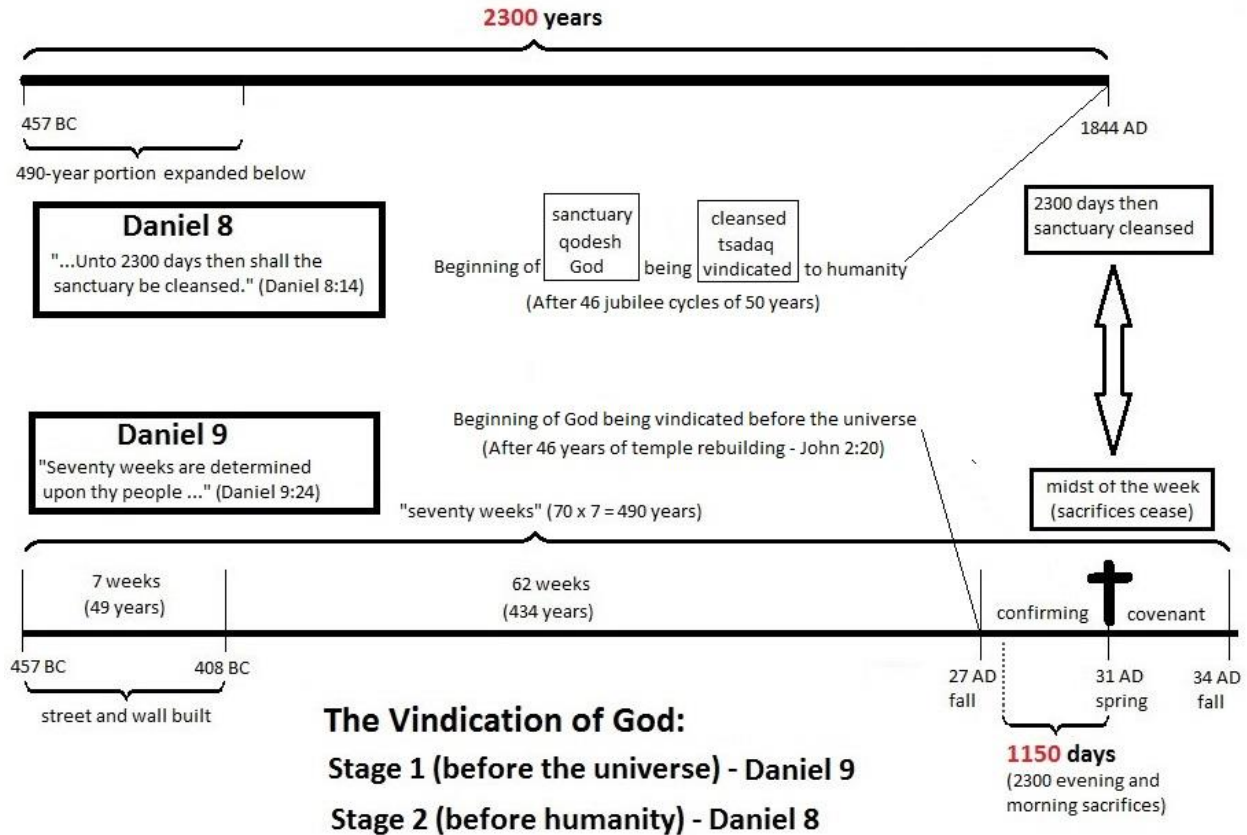 2300 years
457 BC
1844 AD
490-year portion expanded below
Daniel 8
"...Unto 2300 days then shall the
sanctuary be cleansed." (Daniel 8:14)
Beginning of
sanctuary
qodesh
God
being
cleansed
tsadaq
vindicated
to humanity
(After 46 jubilee cycles of 50 years)
2300 days then
sanctuary cleansed
Daniel 9
"Seventy weeks are determined
upon thy people ..." (Daniel 9:24)
Beginning of God being vindicated before the universe
(After 46 years of temple rebuilding - John 2:20)
midst of the week
(sacrifices cease)
"seventy weeks" (70 x 7 = 490 years)
7 weeks
(49 years)
62 weeks
(434 years)
confirming
covenant
457 BC
408 BC
27 AD
fall
31 AD
spring
34 AD
fall
street and wall built
1150 days
(2300 evening and
morning sacrifices)
The Vindication of God:
Stage 1 (before the universe) - Daniel 9
Stage 2 (before humanity) - Daniel 8